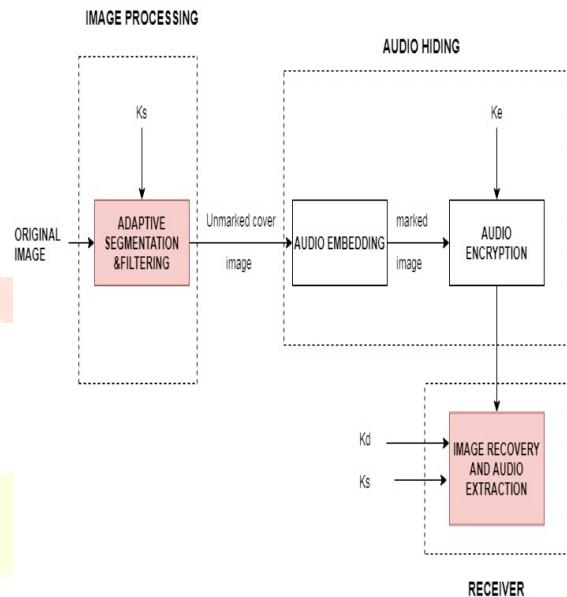 IMAGE PROCESSING
AUDIO HIDING
Ks
Ke
ORIGINAL
IMAGE
ADAPTIVE
SEGMENTATION
&FILTERING
Unmarked cover
image
AUDIO EMBEDDING
marked
image
AUDIO
ENCRYPTION
Kd
Ks
IMAGE RECOVERY
AND AUDIO
EXTRACTION
RECEIVER